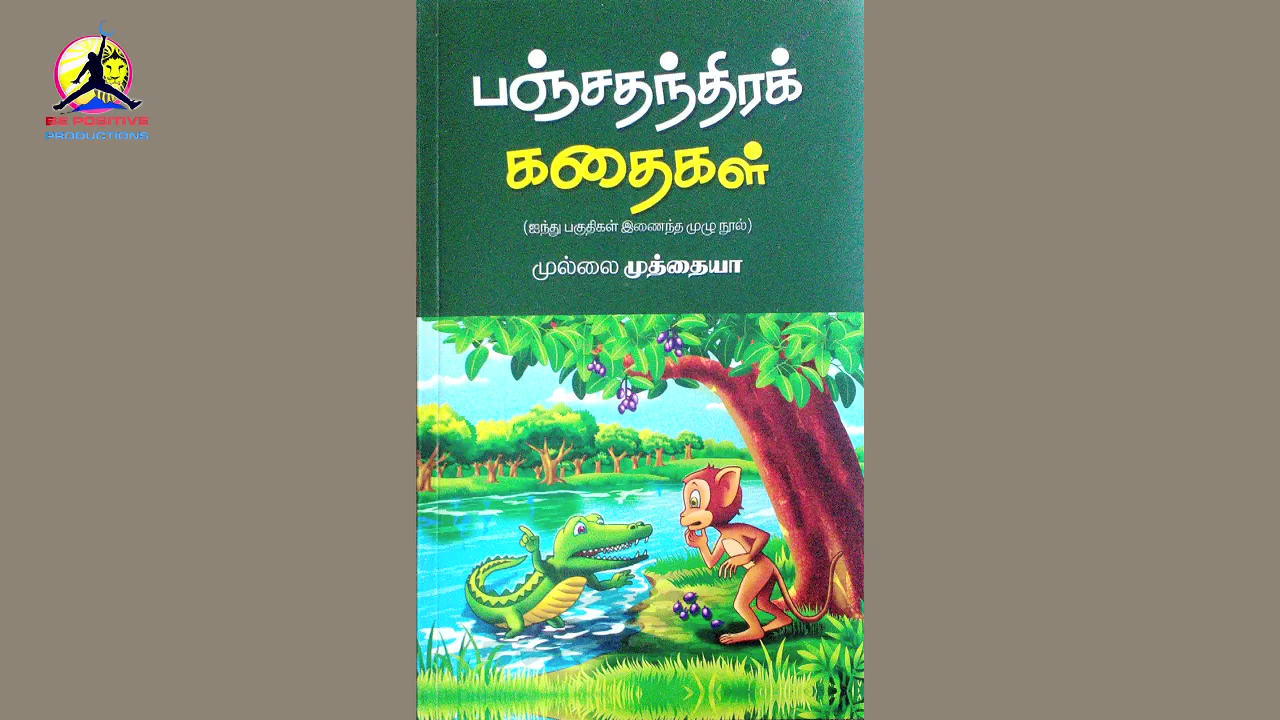 BE POSITIVE
PRODUCTIONS
பஞ்சதந்திரக்
கதைகள்
(ஐந்து பகுதிகள் இணைந்த முழு நூல்)
முல்லை முத்தையா